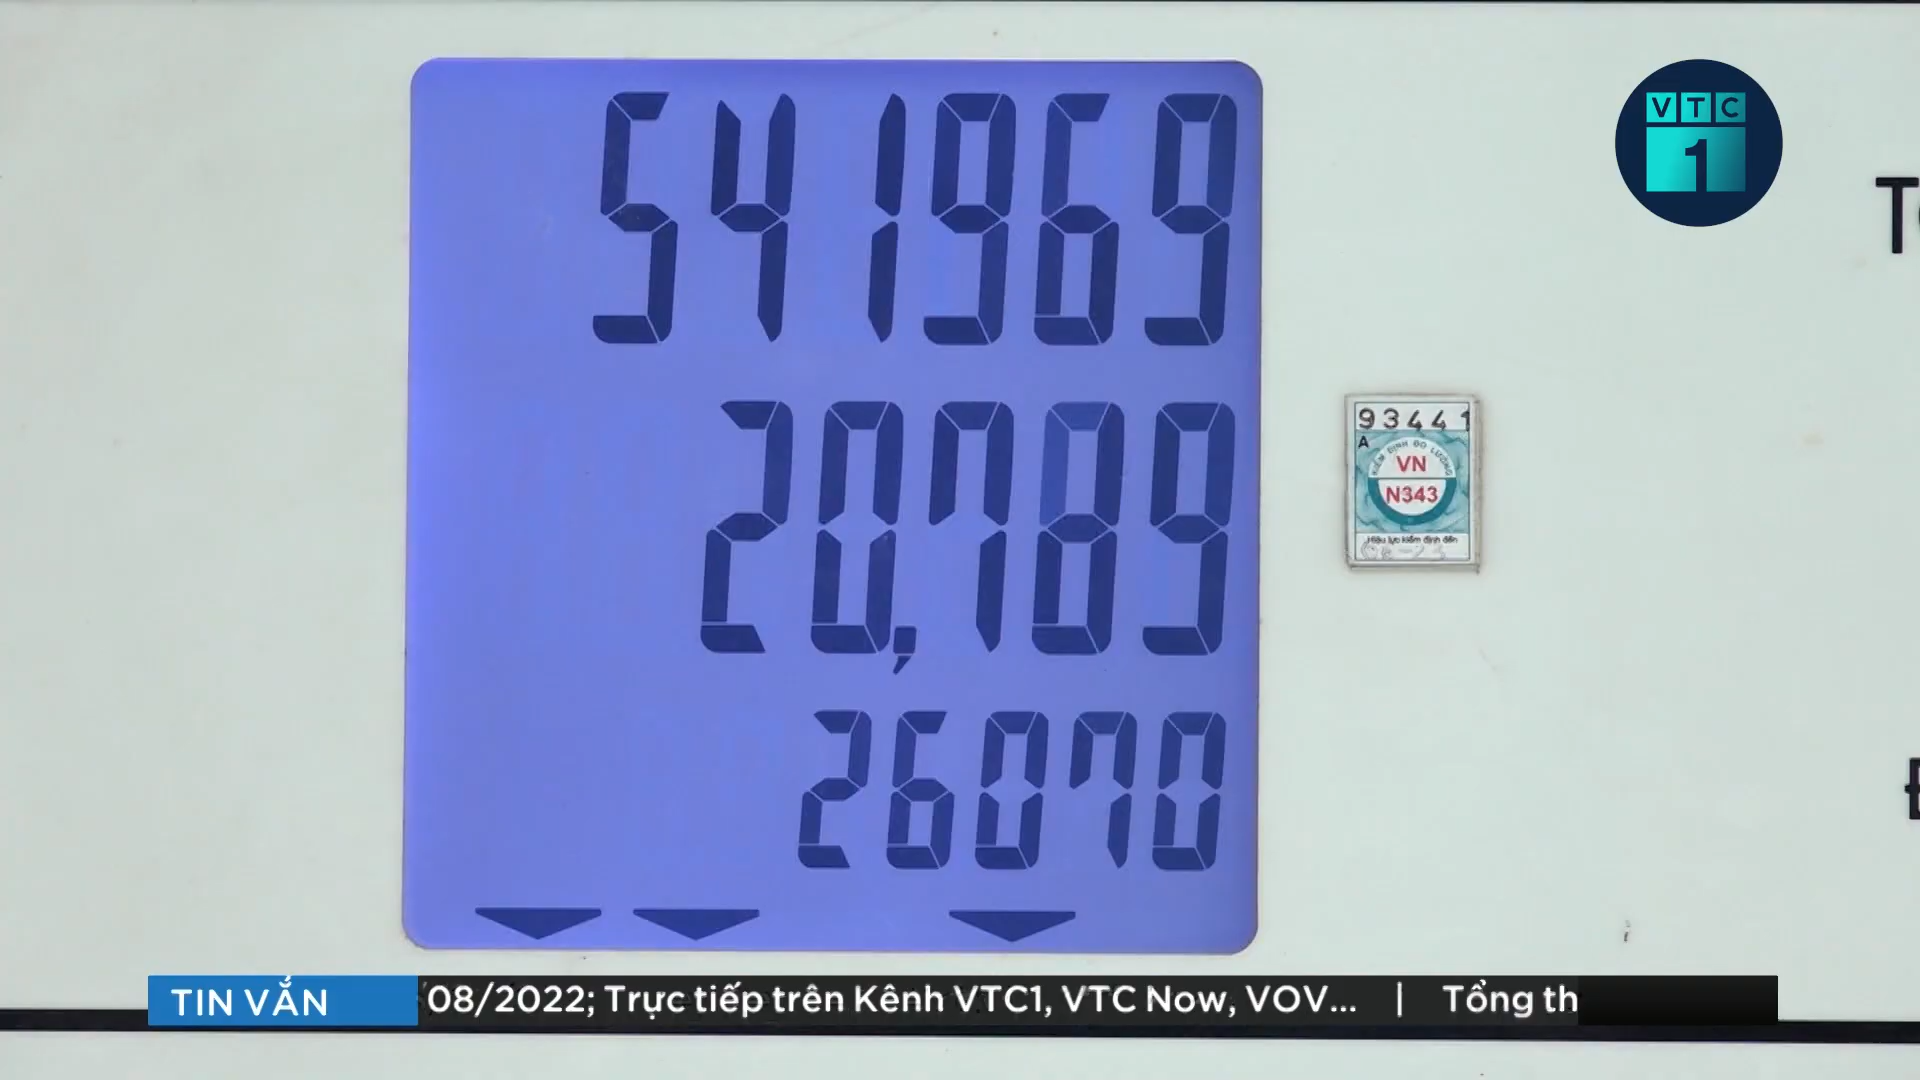 541969
VTC
1
20,789
93441
A
KIỂM ĐỊNH ĐO LƯỜNG
VN
N343
Hiệu lực kiểm định đến
26070
TIN VẮN
08/2022; Trực tiếp trên Kênh VTC1, VTC Now, VOV... | Tổng th